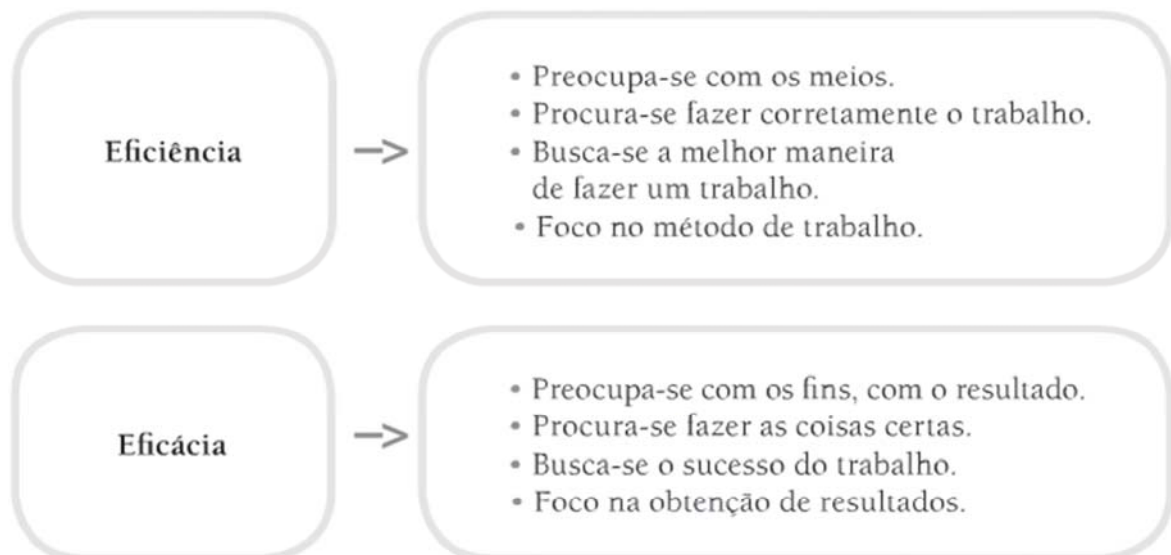 Eficiência
->
• Preocupa-se com os meios.
• Procura-se fazer corretamente o trabalho.
• Busca-se a melhor maneira
de fazer um trabalho.
• Foco no método de trabalho.
Eficácia
->
• Preocupa-se com os fins, com o resultado.
• Procura-se fazer as coisas certas.
• Busca-se o sucesso do trabalho.
• Foco na obtenção de resultados.